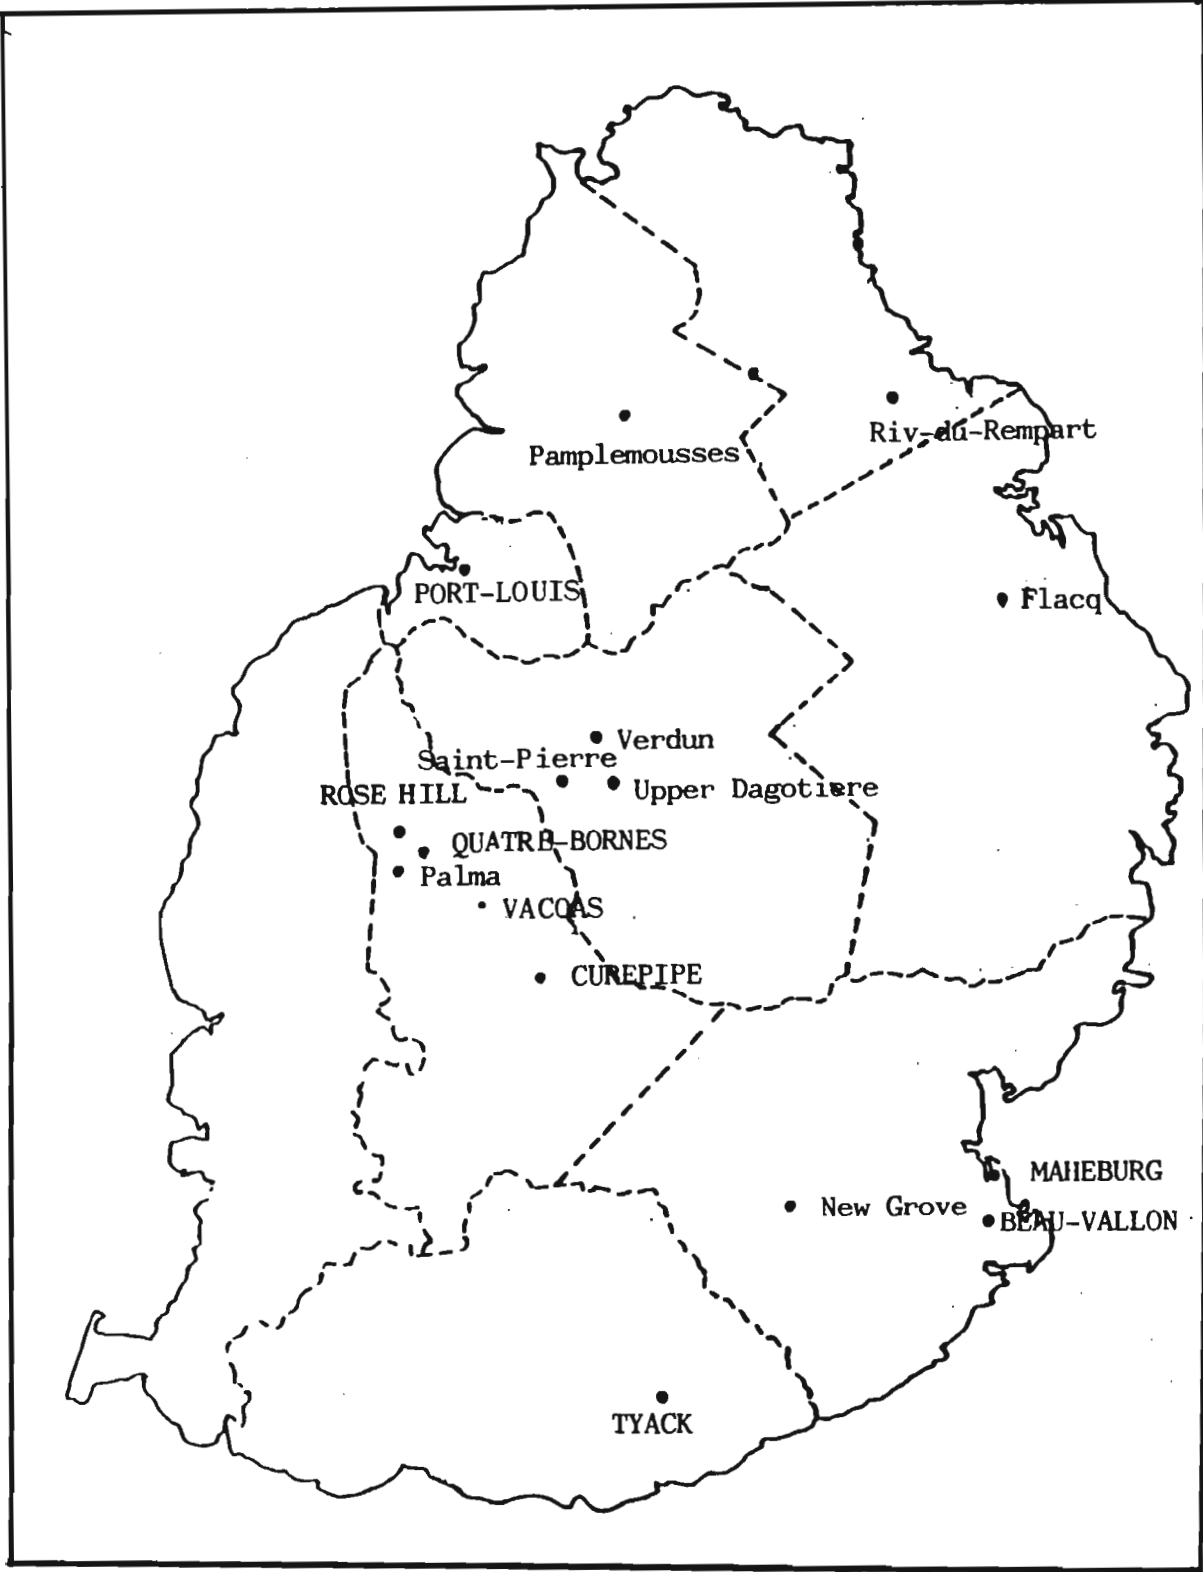 Riv-du-Rempart
Pamplemousses
PORT-LOUIS
Flacq
Verdun
Saint-Pierre
Upper Dagotiere
ROSE HILL
QUATRE-BORNES
Palma
VACOAS
CUREPIPE
MAHEBURG
New Grove
BEAU-VALLON
TYACK